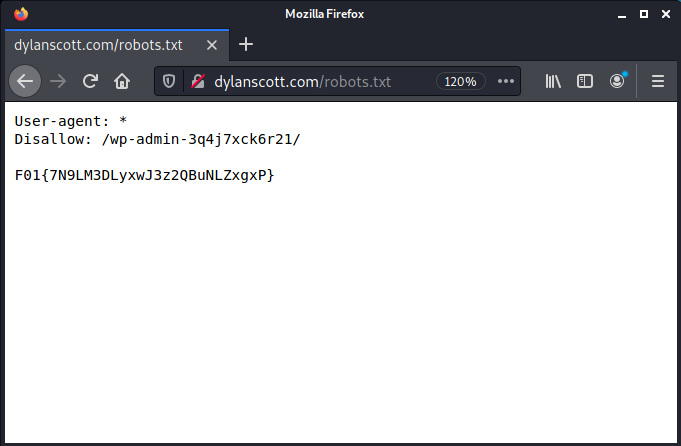 Mozilla Firefox
dylanscott.com/robots.txt
dylanscott.com/robots.txt 120%
User-agent: *
Disallow: /wp-admin-3q4j7xck6r21/
F01{7N9LM3DLyxwJ3z2QBuNLZxgxP}